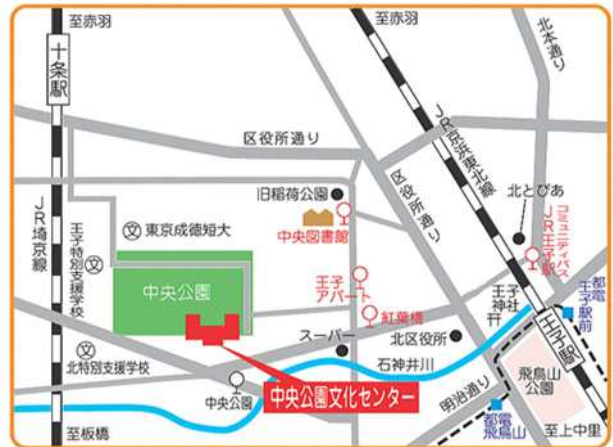 至赤羽
至赤羽
北本通り
十条駅
JR京浜東北線
区役所通り
区役所通り
旧稲荷公園
北とぴあ
JR埼京線
中央図書館
コミュニティバス
JR王子駅
東京成徳短大
文
王子特別支援学校
文
中央公園
王子
アパート
王子
神社
都電
王子駅前
紅葉橋
王子駅
スーパー
北区役所
文
北特別支援学校
石神井川
飛鳥山
公園
中央公園
中央公園文化センター
明治通り
都電
飛鳥山
至板橋
至上中里